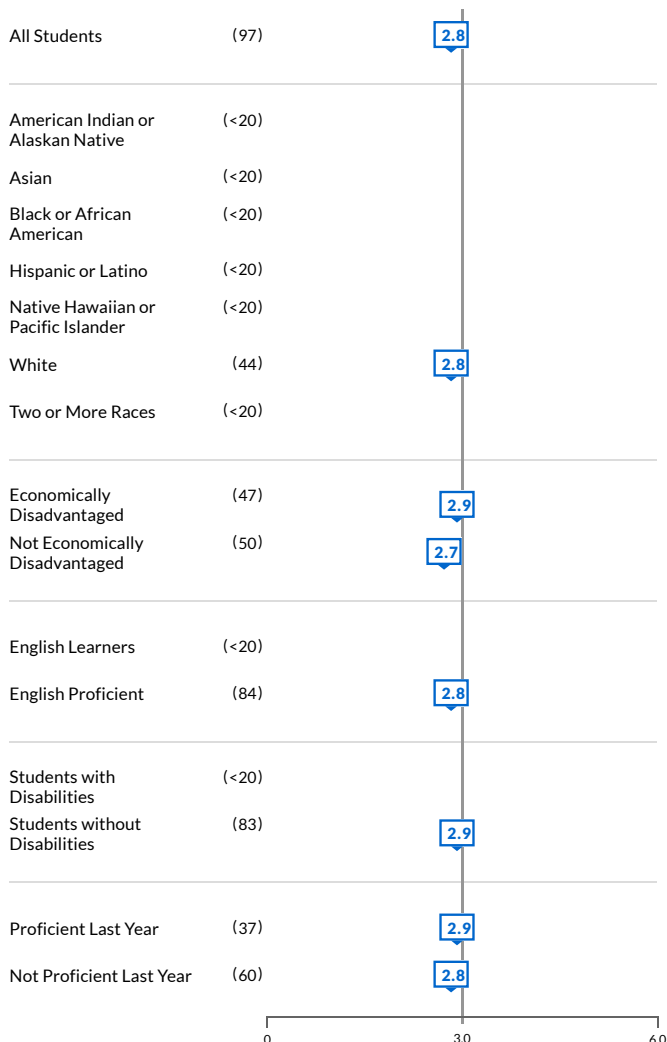 All Students (97) 2.8
American Indian or (<20)
Alaskan Native
Asian (<20)
Black or African (<20)
American
Hispanic or Latino (<20)
Native Hawaiian or (<20)
Pacific Islander
White (44) 2.8
Two or More Races (<20)
Economically (47) 2.9
Disadvantaged
Not Economically (50) 2.7
Disadvantaged
English Learners (<20)
English Proficient (84) 2.8
Students with (<20)
Disabilities
Students without (83) 2.9
Disabilities
Proficient Last Year (37) 2.9
Not Proficient Last Year (60) 2.8
0 3.0 6.0